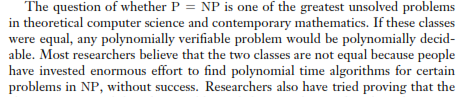 The question of whether P = NP is one of the greatest unsolved problems
in theoretical computer science and contemporary mathematics. If these classes
were equal, any polynomially verifiable problem would be polynomially decid-
able. Most researchers believe that the two classes are not equal because people
have invested enormous effort to find polynomial time algorithms for certain
problems in NP, without success. Researchers also have tried proving that the